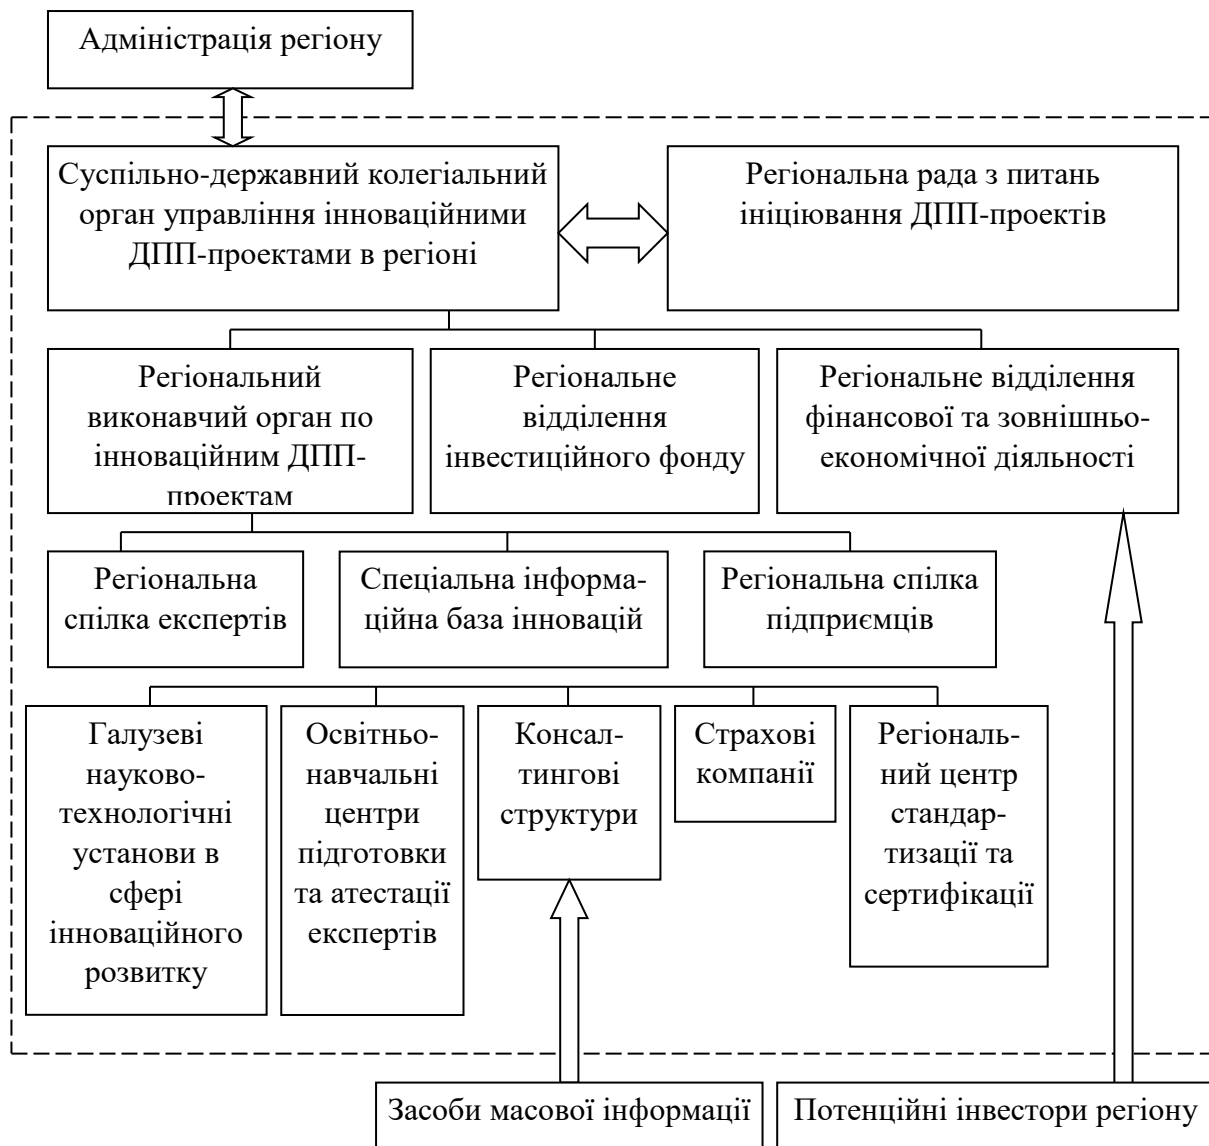 Адміністрація регіону
Суспільно-державний колегіальний
орган управління інноваційними
ДПП-проектами в регіоні
Регіональна рада з питань
ініціювання ДПП-проектів
Регіональний
виконавчий орган по
інноваційним ДПП-
проектам
Регіональне
відділення
інвестиційного фонду
Регіональне відділення
фінансової та зовнішньо-
економічної діяльності
Регіональна
спілка експертів
Спеціальна інформа-
ційна база інновацій
Регіональна спілка
підприємців
Галузеві
науково-
технологічні
установи в
сфері
інноваційного
розвитку
Освітньо-
навчальні
центри
підготовки
та атестації
експертів
Консал-
тингові
структури
Страхові
компанії
Регіональ-
ний центр
стандар-
тизації та
сертифікації
Засоби масової інформації
Потенційні інвестори регіону